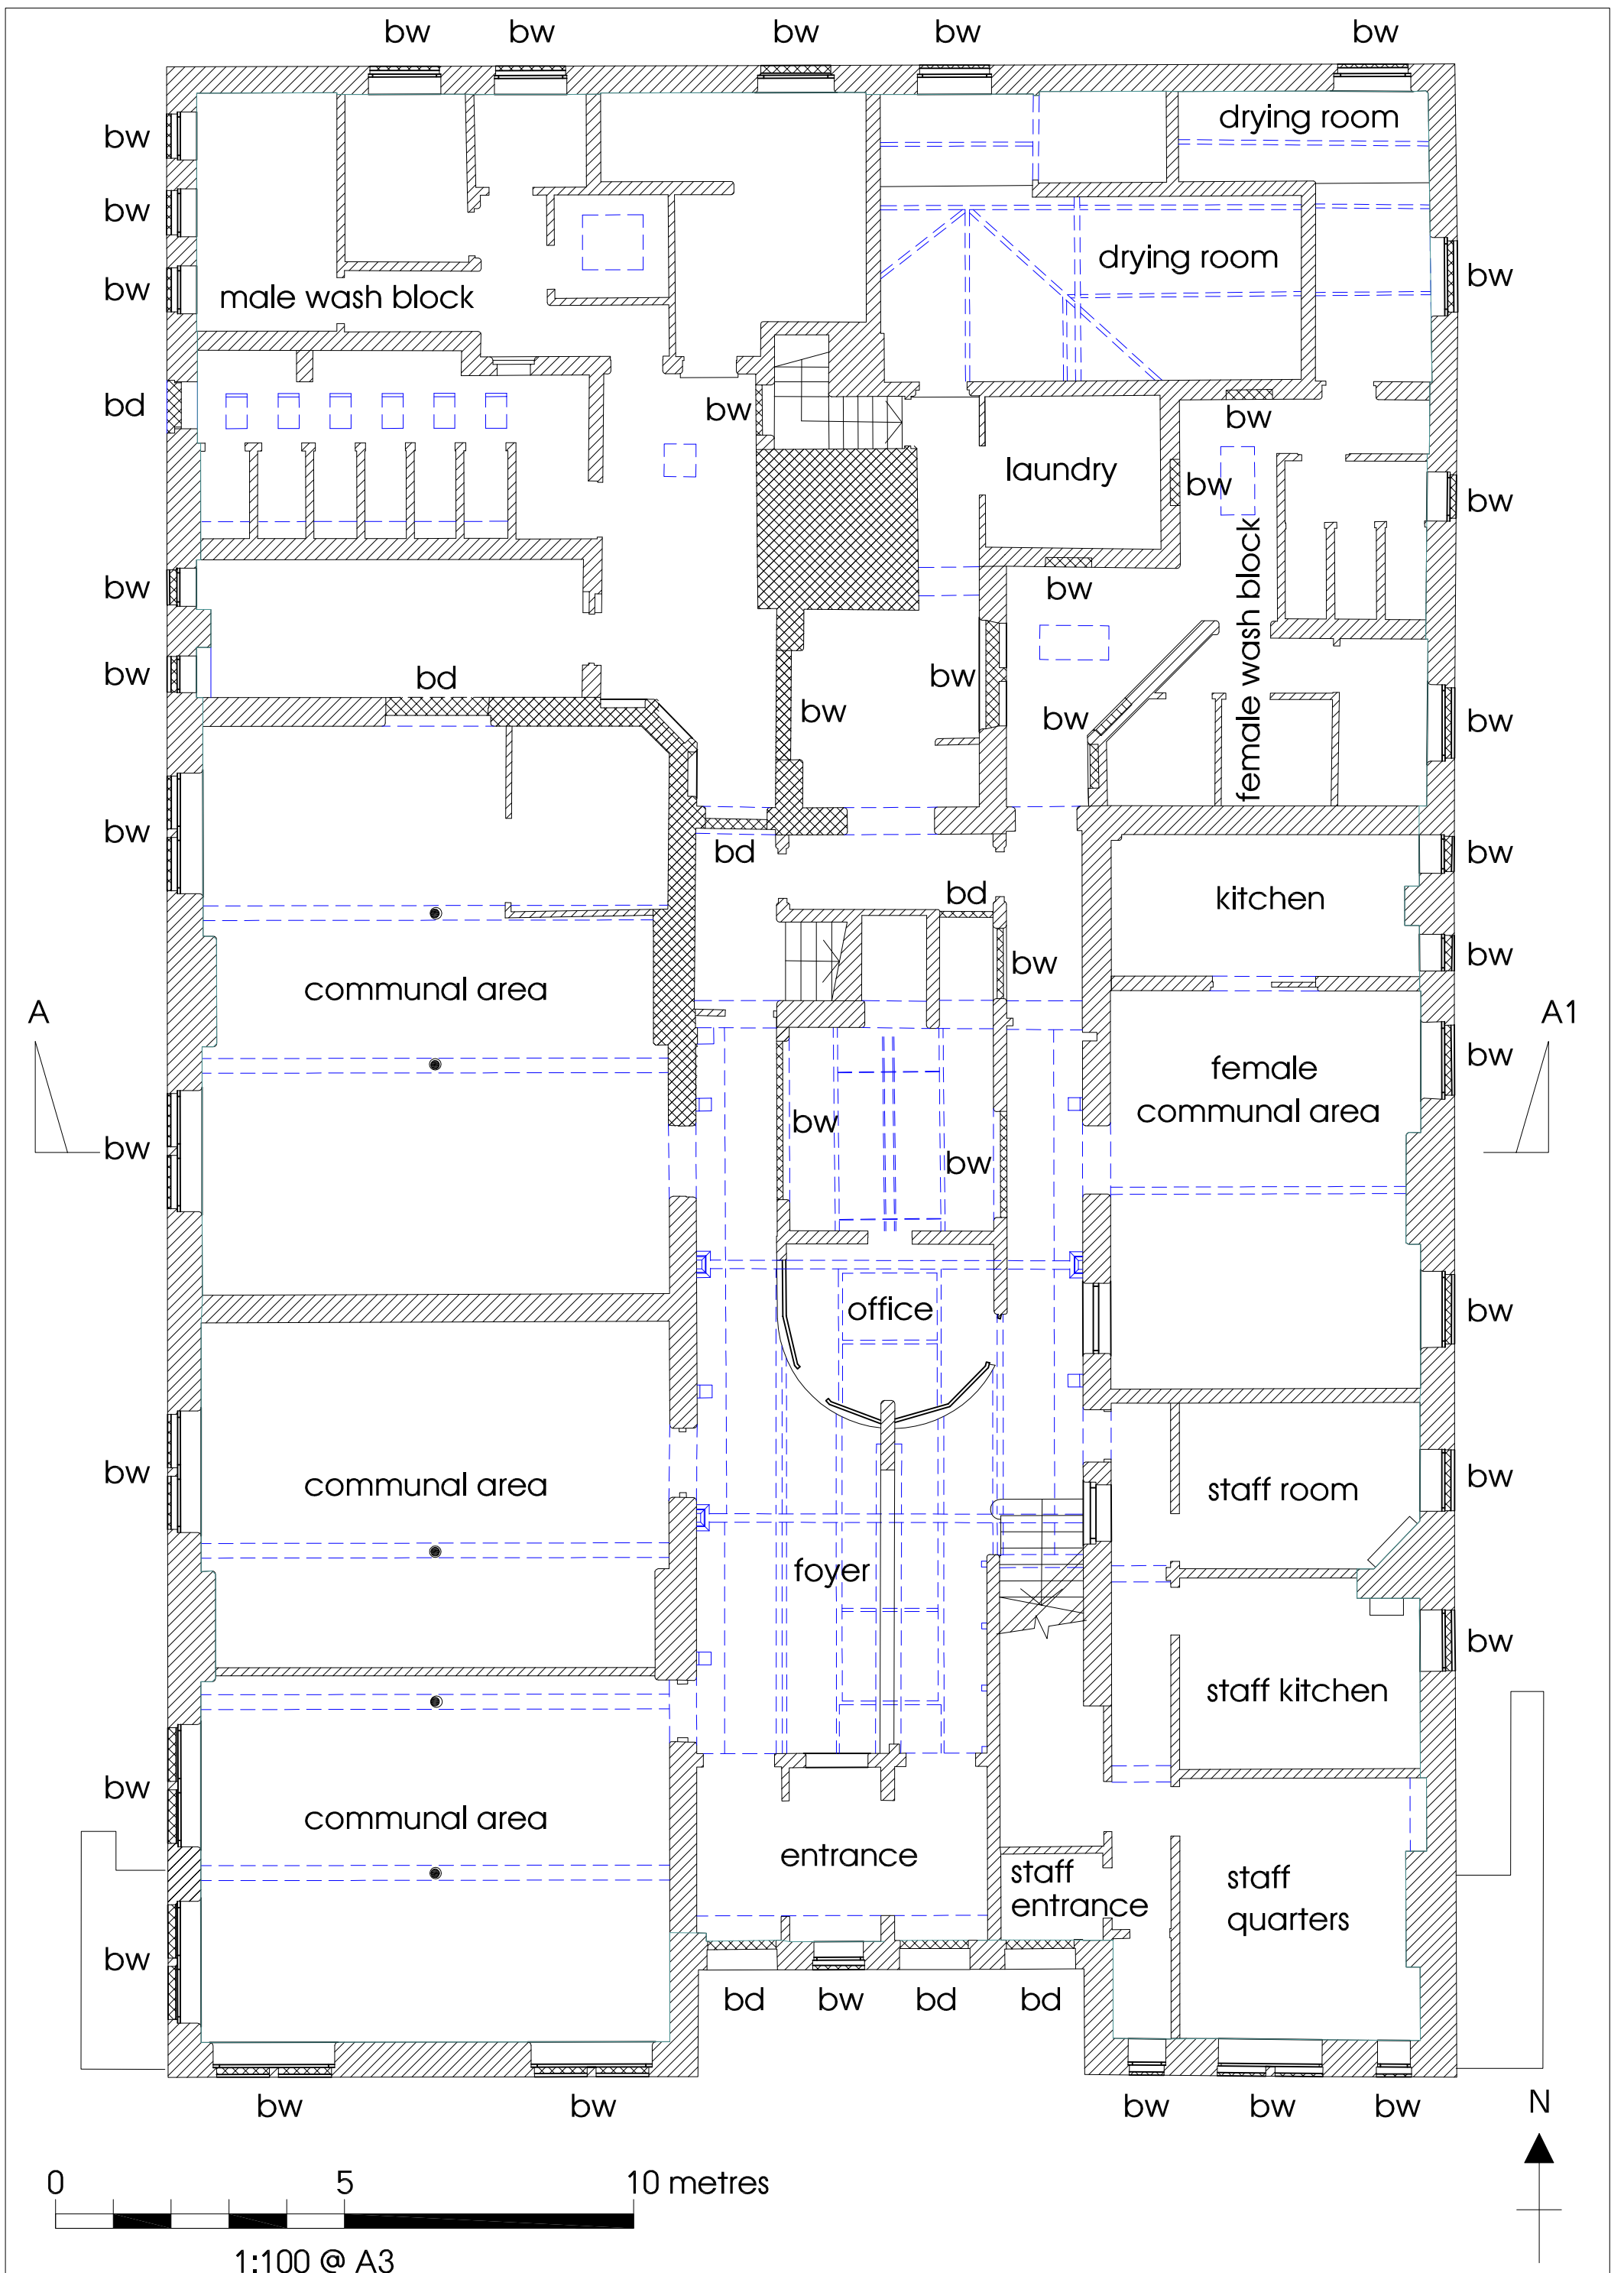 bw bw bw bw bw
drying room
bw
bw
drying room
bw
bw
male wash block
bd
bw
bw
laundry
bw
bw
female wash block
bw
bw
bw
bw
bd
bw
bw
bw
bw
bw
bd
bw
kitchen
bd
bw
bw
communal area
A
A1
bw
female
communal area
bw
bw
bw
office
bw
bw
communal area
staff room
bw
foyer
bw
staff kitchen
bw
communal area
entrance
staff
entrance
staff
quarters
bw
bd bw bd bd
bw bw bw bw bw
N
0 5 10 metres
1:100 @ A3